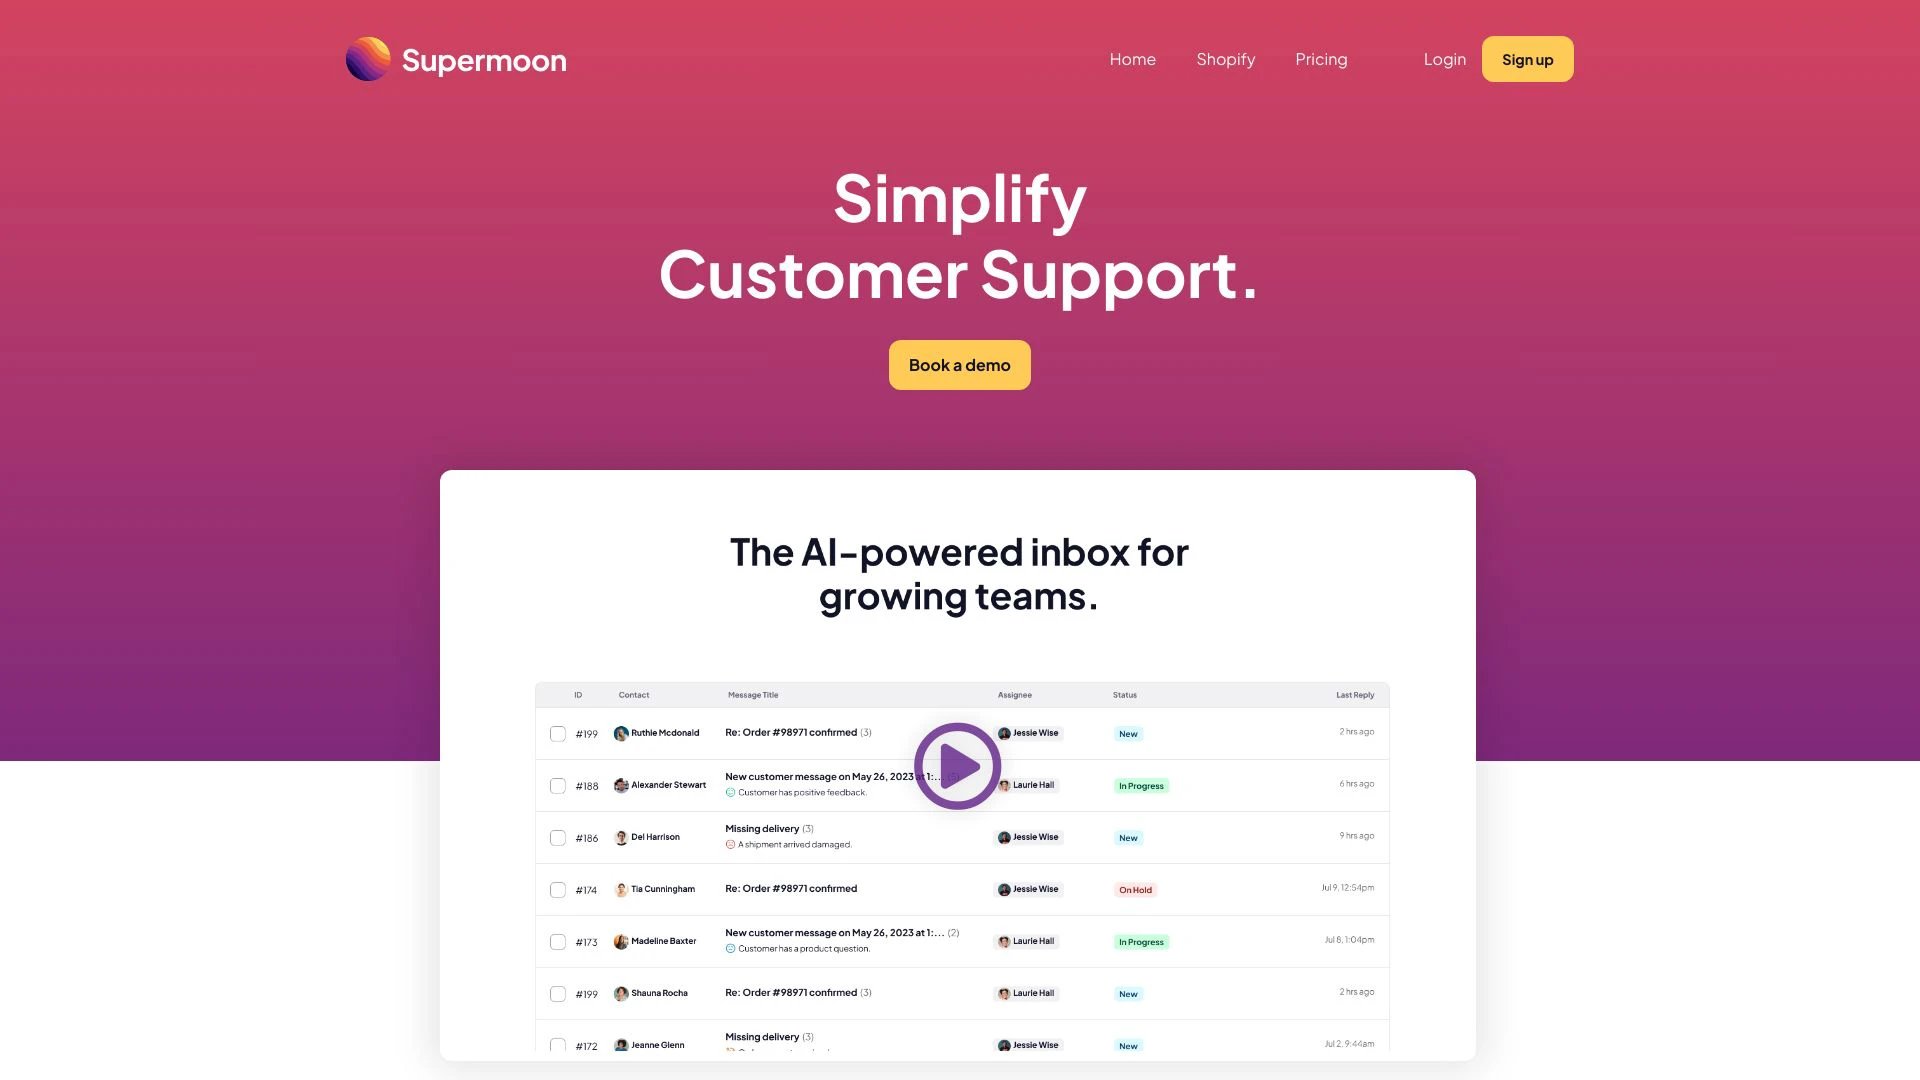 Supermoon
Home Shopify Pricing Login Sign up
Simplify
Customer Support.
Book a demo
The AI-powered inbox for
growing teams.
ID Contact Message Title Assignee Status Last Reply
#199 Ruthie Mcdonald Re: Order #98971 confirmed (3) Jessie Wise New 2 hrs ago
#188 Alexander Stewart New customer message on May 26, 2023 at 1:... (5) Laurie Hall In Progress 6 hrs ago
Customer has positive feedback.
#186 Del Harrison Missing delivery (3) Jessie Wise New 9 hrs ago
A shipment arrived damaged.
#174 Tia Cunningham Re: Order #98971 confirmed Jessie Wise On Hold Jul 9, 12:54pm
#173 Madeline Baxter New customer message on May 26, 2023 at 1:... (2) Laurie Hall In Progress Jul 8, 1:04pm
Customer has a product question.
#199 Shauna Rocha Re: Order #98971 confirmed (3) Laurie Hall New 2 hrs ago
#172 Jeanne Glenn Missing delivery (3) Jessie Wise New Jul 2, 9:44am